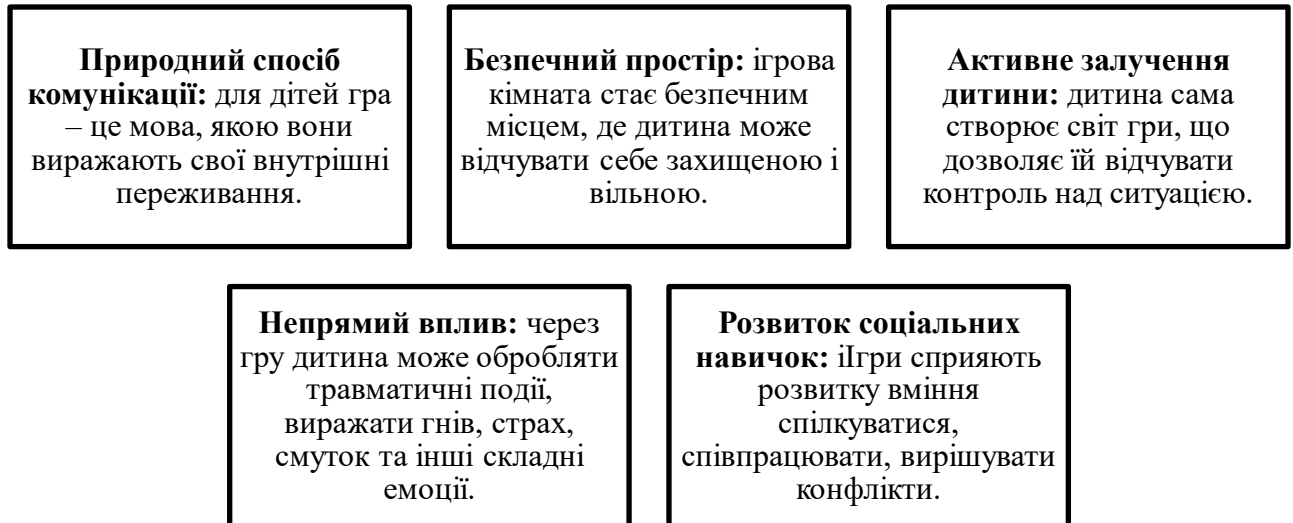 Природний спосіб
комунікації: для дітей гра
– це мова, якою вони
виражають свої внутрішні
переживання.
Безпечний простір: ігрова
кімната стає безпечним
місцем, де дитина може
відчувати себе захищеною і
вільною.
Активне залучення
дитини: дитина сама
створює світ гри, що
дозволяє їй відчувати
контроль над ситуацією.
Непрямий вплив: через
гру дитина може обробляти
травматичні події,
виражати гнів, страх,
смуток та інші складні
емоції.
Розвиток соціальних
навичок: іІгри сприяють
розвитку вміння
спілкуватися,
співпрацювати, вирішувати
конфлікти.